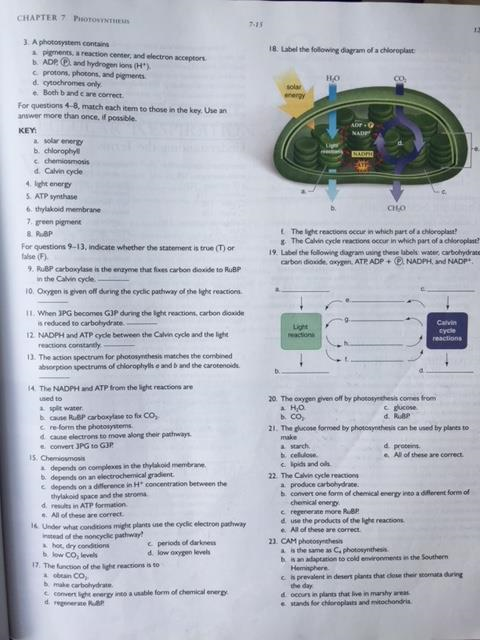 CHAPTER 7 PHOTOSYNTHESIS
7-15
3. A photosystem contains
a. pigments, a reaction center, and electron acceptors.
b. ADP, Ⓟ, and hydrogen ions (H⁺).
c. protons, photons, and pigments.
d. cytochromes only.
e. Both b and c are correct.
For questions 4–8, match each item to those in the key. Use an
answer more than once, if possible.
KEY:
a. solar energy
b. chlorophyll
c. chemiosmosis
d. Calvin cycle
4. light energy
5. ATP synthase
6. thylakoid membrane
7. green pigment
8. RuBP
For questions 9–13, indicate whether the statement is true (T) or
false (F).
9. RuBP carboxylase is the enzyme that fixes carbon dioxide to RuBP
in the Calvin cycle.
10. Oxygen is given off during the cyclic pathway of the light reactions.
11. When 3PG becomes G3P during the light reactions, carbon dioxide
is reduced to carbohydrate.
12. NADPH and ATP cycle between the Calvin cycle and the light
reactions constantly.
13. The action spectrum for photosynthesis matches the combined
absorption spectrums of chlorophylls a and b and the carotenoids.
14. The NADPH and ATP from the light reactions are
used to
a. split water.
b. cause RuBP carboxylase to fix CO₂.
c. re-form the photosystems.
d. cause electrons to move along their pathways.
e. convert 3PG to G3P.
15. Chemiosmosis
a. depends on complexes in the thylakoid membrane.
b. depends on an electrochemical gradient.
c. depends on a difference in H⁺ concentration between the
thylakoid space and the stroma.
d. results in ATP formation.
e. All of these are correct.
16. Under what conditions might plants use the cyclic electron pathway
instead of the noncyclic pathway?
a. hot, dry conditions
c. periods of darkness
b. low CO₂ levels
d. low oxygen levels
17. The function of the light reactions is to
a. obtain CO₂.
b. make carbohydrate.
c. convert light energy into a usable form of chemical energy.
d. regenerate RuBP.
18. Label the following diagram of a chloroplast:
H₂O
CO₂
solar
energy
ADP + Ⓟ
NADP⁺
Light
reactions
NADPH
d.
e.
a.
c.
b.
CH₂O
f. The light reactions occur in which part of a chloroplast?
g. The Calvin cycle reactions occur in which part of a chloroplast?
19. Label the following diagram using these labels: water, carbohydrate,
carbon dioxide, oxygen, ATP, ADP + Ⓟ, NADPH, and NADP⁺.
a.
c.
e.
Light
reactions
g.
Calvin
cycle
reactions
h.
f.
b.
d.
20. The oxygen given off by photosynthesis comes from
a. H₂O.
c. glucose.
b. CO₂.
d. RuBP.
21. The glucose formed by photosynthesis can be used by plants to
make
a. starch.
d. proteins.
b. cellulose.
e. All of these are correct.
c. lipids and oils.
22. The Calvin cycle reactions
a. produce carbohydrate.
b. convert one form of chemical energy into a different form of
chemical energy.
c. regenerate more RuBP.
d. use the products of the light reactions.
e. All of these are correct.
23. CAM photosynthesis
a. is the same as C₄ photosynthesis.
b. is an adaptation to cold environments in the Southern
Hemisphere.
c. is prevalent in desert plants that close their stomata during
the day.
d. occurs in plants that live in marshy areas.
e. stands for chloroplasts and mitochondria.